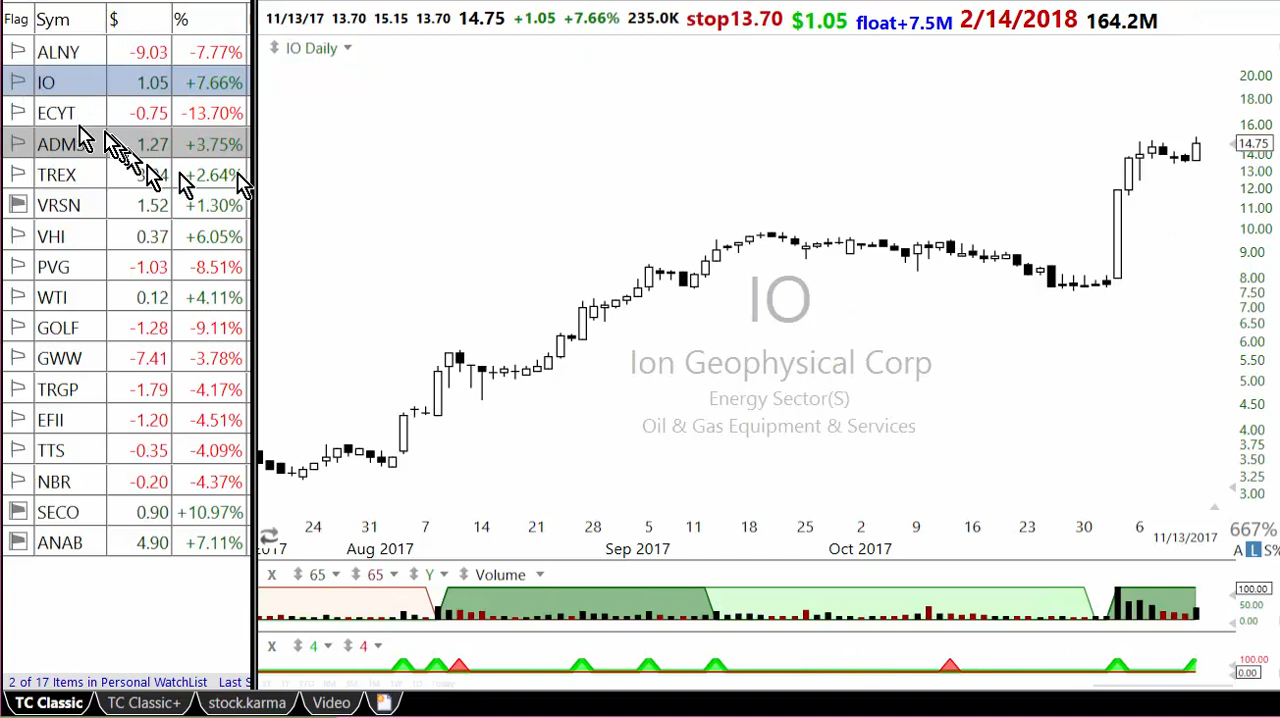 11/13/17 13.70 15.15 13.70 14.75 +1.05 +7.66% 235.0K stop13.70 $1.05 float+7.5M 2/14/2018 164.2M
Flag Sym $ %
ALNY -9.03 -7.77%
IO 1.05 +7.66%
ECYT -0.75 -13.70%
1.27 +3.75%
TREX +2.64%
VRSN 1.52 +1.30%
VHI 0.37 +6.05%
PVG -1.03 -8.51%
WTI 0.12 +4.11%
GOLF -1.28 -9.11%
GWW -7.41 -3.78%
TRGP -1.79 -4.17%
EFII -1.20 -4.51%
TTS -0.35 -4.09%
NBR -0.20 -4.37%
SECO 0.90 +10.97%
ANAB 4.90 +7.11%
2 of 17 Items in Personal WatchList Last S
IO Daily
IO
Ion Geophysical Corp
Energy Sector(S)
Oil & Gas Equipment & Services
20.00
18.00
16.00
14.75
14.00
13.00
12.00
11.00
10.00
9.00
8.00
7.50
7.00
6.50
6.00
5.50
5.00
4.50
4.00
3.75
3.50
3.25
3.00
24 31 7 14 21 28 5 11 18 25 2 9 16 23 30 6 11/13/2017
2017 Aug 2017 Sep 2017 Oct 2017
667%
A L S%
X 65 65 Y Volume
100.00
50.00
0.00
X 4 4
100.00
0.00
TC Classic TC Classic+ stock.karma Video